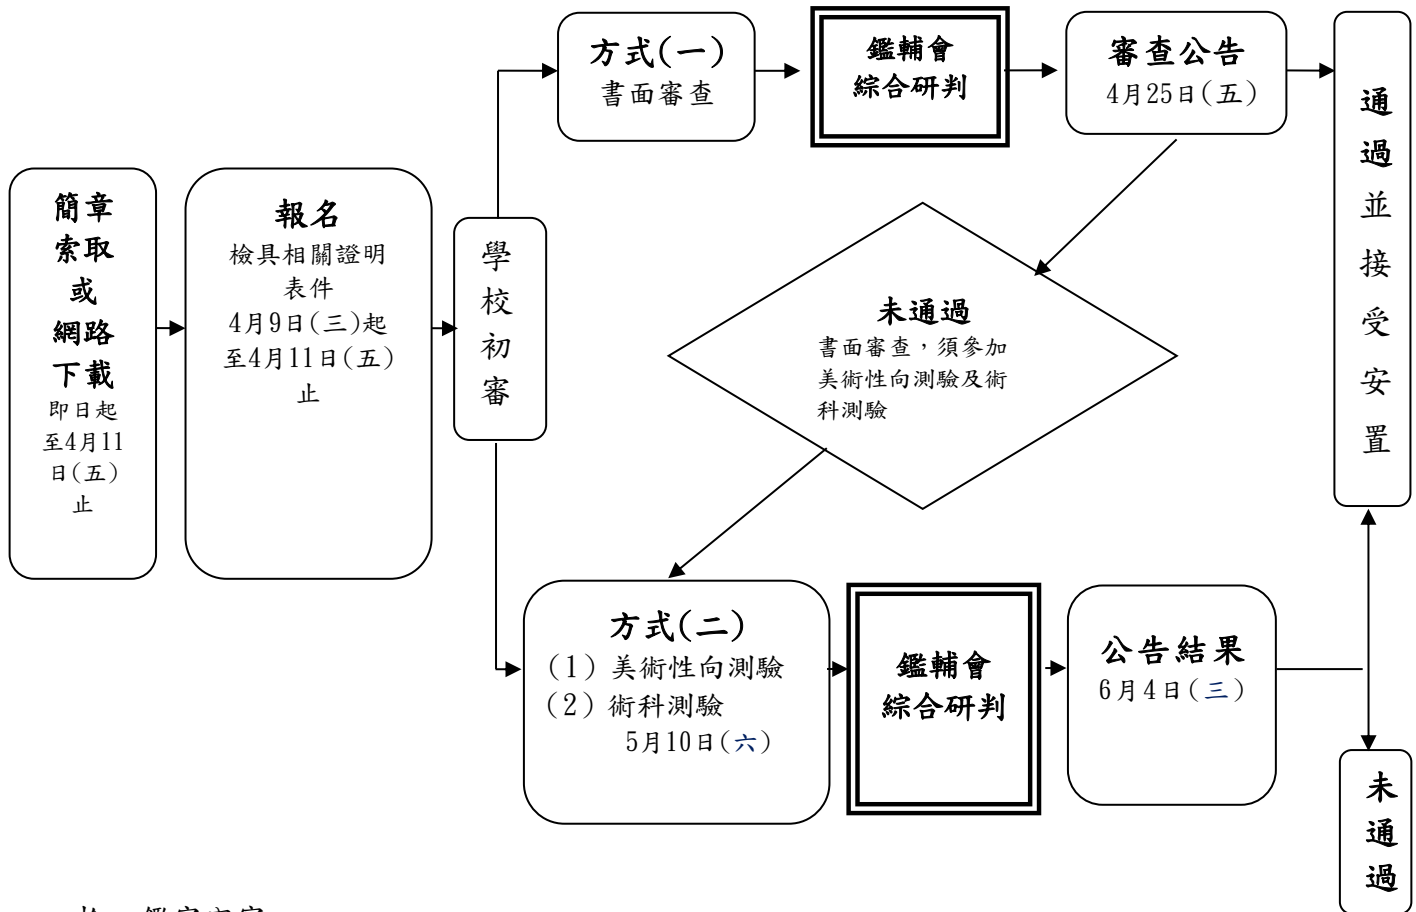 簡章
索取
或
網路
下載
即日起
至4月11
日(五)
止
報名
檢具相關證明
表件
4月9日(三)起
至4月11日(五)
止
學校初審
方式(一)
書面審查
鑑輔會
綜合研判
審查公告
4月25日(五)
通過並接受安置
未通過
書面審查，須參加
美術性向測驗及術
科測驗
方式(二)
(1)美術性向測驗
(2)術科測驗
5月10日(六)
鑑輔會
綜合研判
公告結果
6月4日(三)
未通過